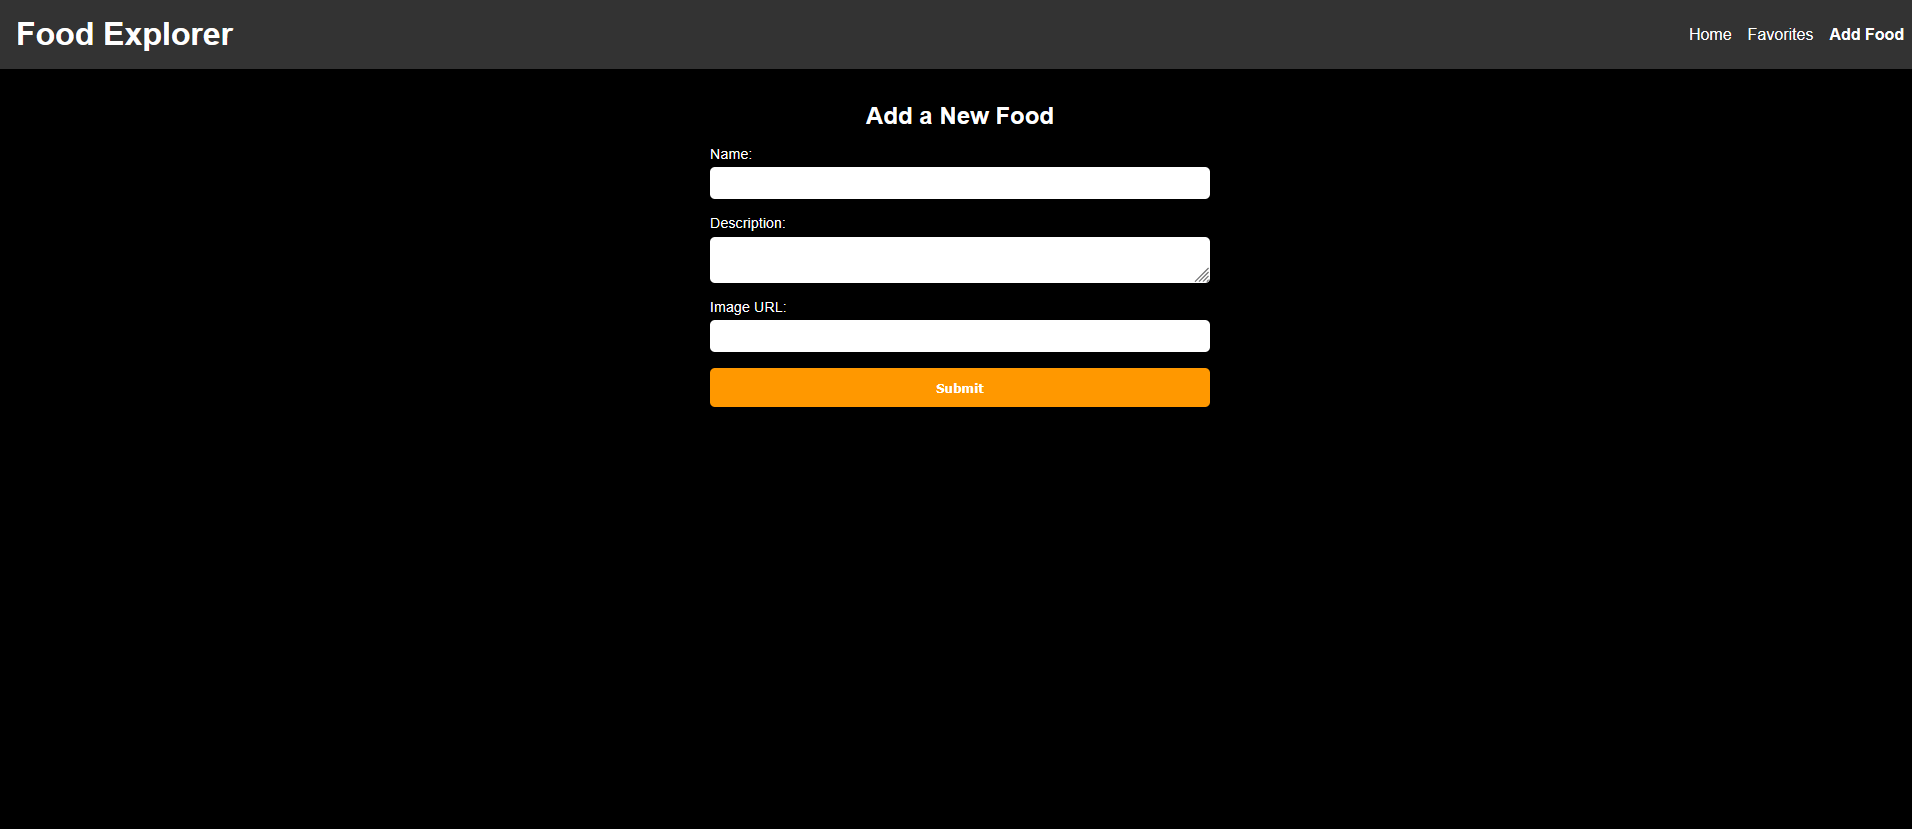 Food Explorer
Home Favorites Add Food
Add a New Food
Name:
Description:
Image URL:
Submit